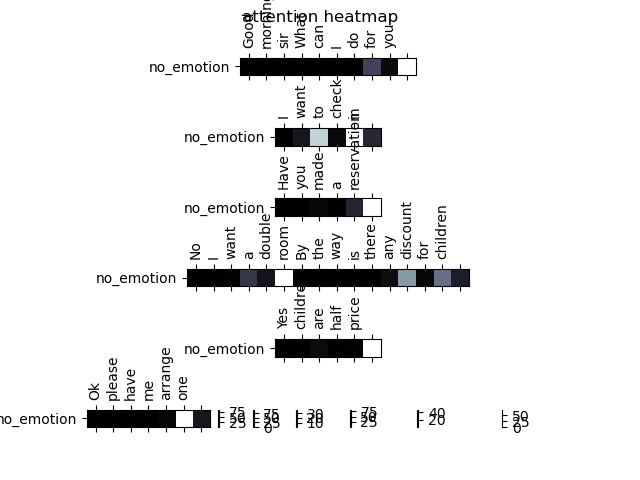 attention heatmap
Good morning sir What can I do for you
no_emotion
I want to check in
no_emotion
Have you made a reservation
no_emotion
No I want a double room By the way is there any discount for children
no_emotion
Yes children are half price
no_emotion
Ok please have me arrange one
no_emotion
75 75 30 75 40 50
50 50 20 50 20 25
25 25 10 25 0
0